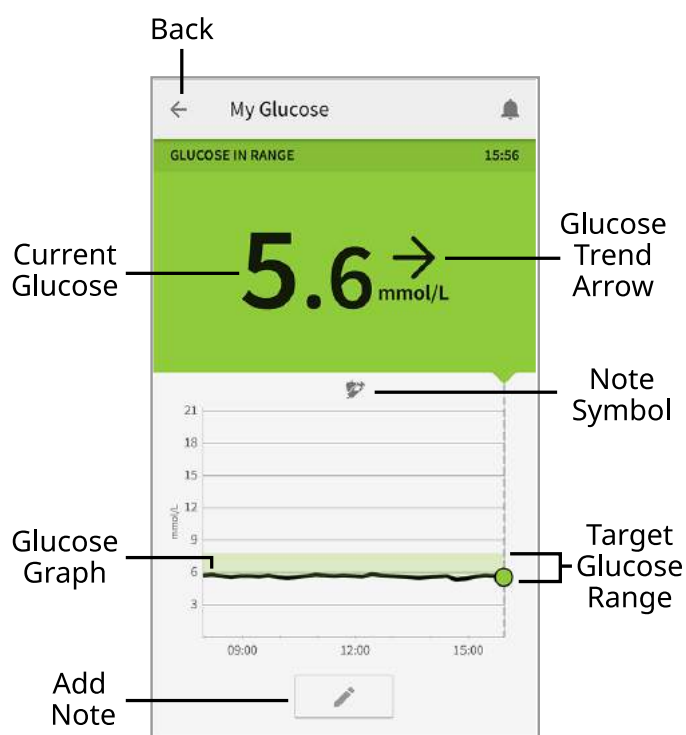 Back
My Glucose
GLUCOSE IN RANGE 15:56
Current
Glucose
5.6
mmol/L
Glucose
Trend
Arrow
Note
Symbol
mmol/L
21
18
15
12
9
6
3
Glucose
Graph
Target
Glucose
Range
09:00 12:00 15:00
Add
Note